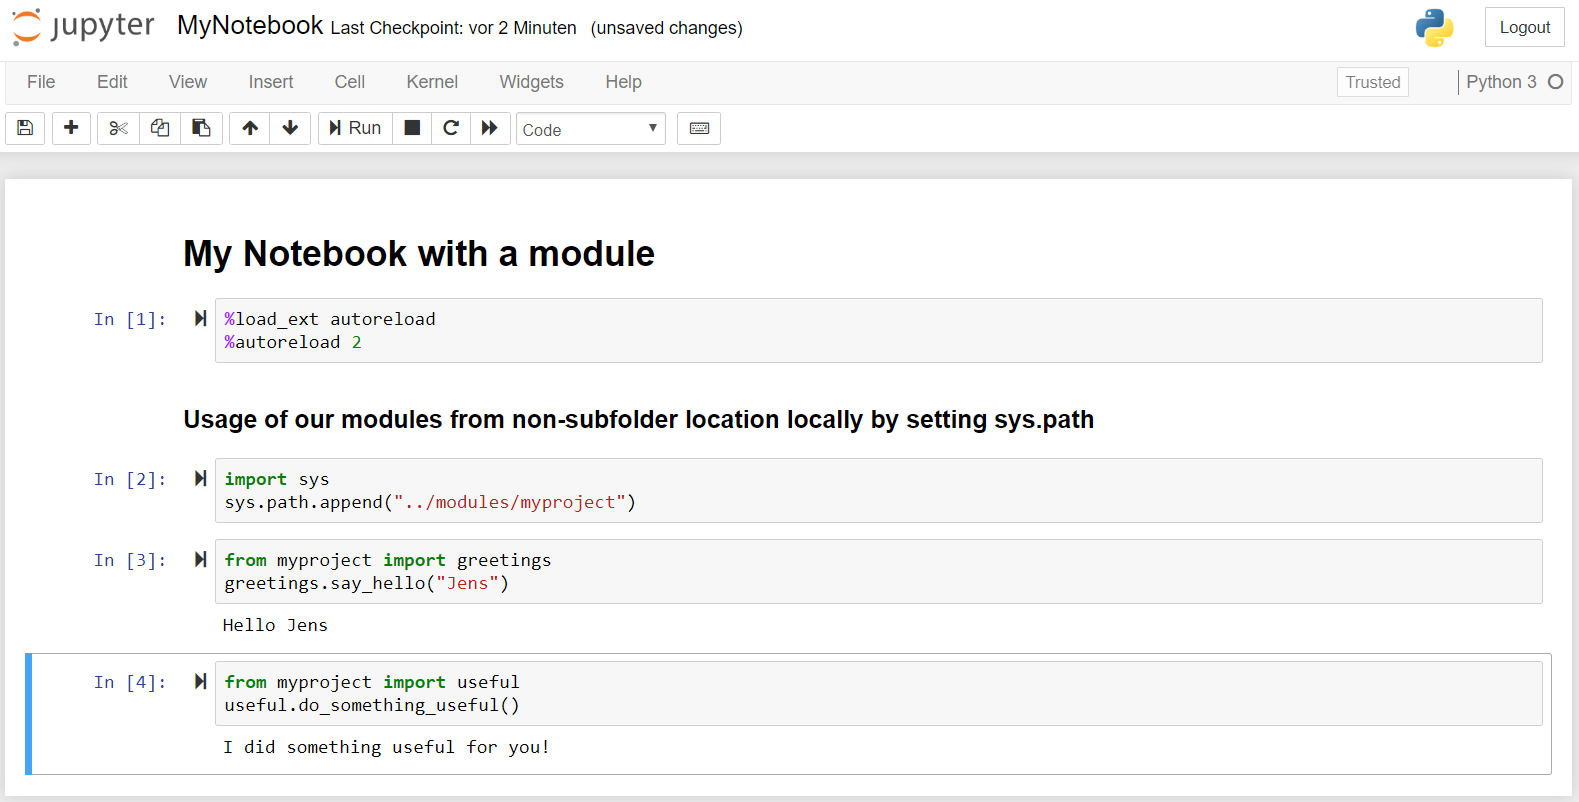 jupyter MyNotebook Last Checkpoint: vor 2 Minuten (unsaved changes) Logout
File Edit View Insert Cell Kernel Widgets Help Trusted Python 3
Run Code
My Notebook with a module
In [1]: %load_ext autoreload
%autoreload 2
Usage of our modules from non-subfolder location locally by setting sys.path
In [2]: import sys
sys.path.append("../modules/myproject")
In [3]: from myproject import greetings
greetings.say_hello("Jens")
Hello Jens
In [4]: from myproject import useful
useful.do_something_useful()
I did something useful for you!